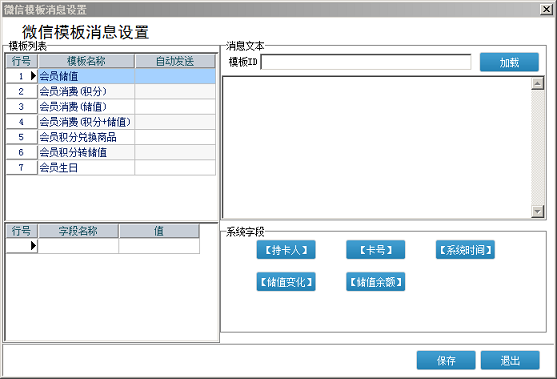 微信模板消息设置
微信模板消息设置
模板列表
行号 模板名称 自动发送
1 会员储值
2 会员消费(积分)
3 会员消费(储值)
4 会员消费(积分+储值)
5 会员积分兑换商品
6 会员积分转储值
7 会员生日
行号 字段名称 值
消息文本
模板ID 加载
系统字段
【持卡人】 【卡号】 【系统时间】
【储值变化】 【储值余额】
保存 退出